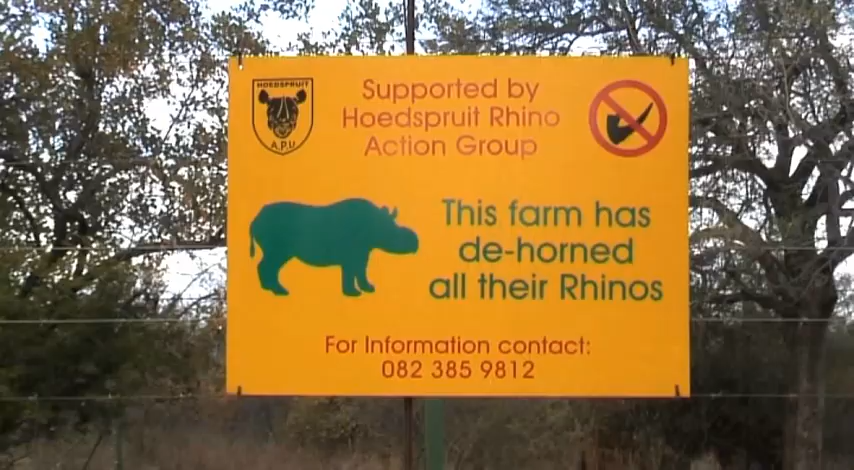 HOEDSPRUIT
A.P.U
Supported by
Hoedspruit Rhino
Action Group
This farm has
de-horned
all their Rhinos
For Information contact:
082 385 9812